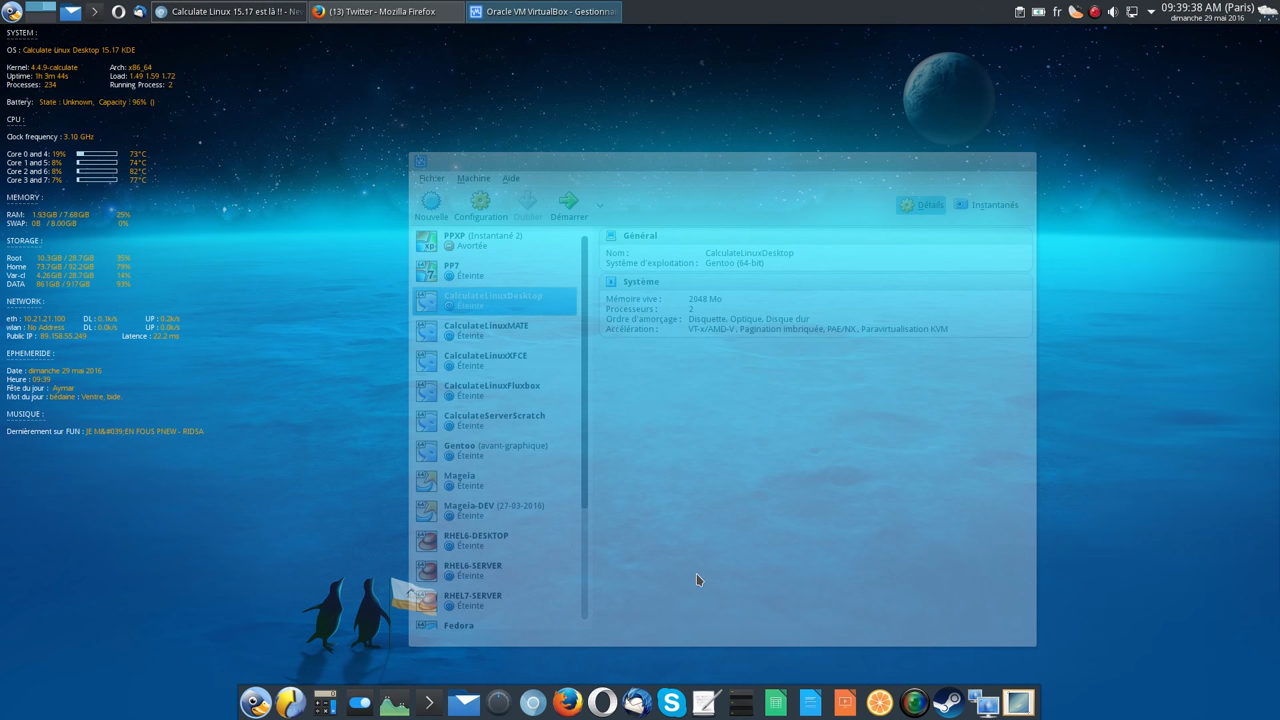 Calculate Linux 15.17 est là !! - Nev
(13) Twitter - Mozilla Firefox
Oracle VM VirtualBox - Gestionna
fr
09:39:38 AM (Paris)
dimanche 29 mai 2016
SYSTEM :
OS : Calculate Linux Desktop 15.17 KDE
Kernel: 4.4.9-calculate Arch: x86_64
Uptime: 1h 3m 44s Load: 1.49 1.59 1.72
Processes: 234 Running Process: 2
Battery: State : Unknown, Capacity : 96% ()
CPU :
Clock frequency : 3.10 GHz
Core 0 and 4: 19% 73°C
Core 1 and 5: 8% 74°C
Core 2 and 6: 8% 82°C
Core 3 and 7: 7% 77°C
MEMORY :
RAM: 1.93GiB / 7.68GiB 25%
SWAP: 0B / 8.00GiB 0%
STORAGE :
Root 10.3GiB / 28.7GiB 35%
Home 73.7GiB / 92.2GiB 79%
Var-cl 4.26GiB / 28.7GiB 14%
DATA 861GiB / 917GiB 93%
NETWORK :
eth : 10.21.21.100 DL : 0.1k/s UP : 0.2k/s
wlan : No Address DL : 0.0k/s UP : 0.0k/s
Public IP : 89.156.55.249 Latence : 22.2 ms
EPHEMERIDE :
Date : dimanche 29 mai 2016
Heure : 09:39
Fête du jour : Aymar
Mot du jour : bedaine : Ventre, bide.
MUSIQUE :
Dernièrement sur FUN : JE M&#039;EN FOUS PNEW - RIDSA
Fichier Machine Aide
Nouvelle Configuration Oublier Démarrer
Détails Instantanés
PPXP (Instantané 2)
Avortée
PP7
Éteinte
CalculateLinuxDesktop
Éteinte
CalculateLinuxMATE
Éteinte
CalculateLinuxXFCE
Éteinte
CalculateLinuxFluxbox
Éteinte
CalculateServerScratch
Éteinte
Gentoo (avant-graphique)
Éteinte
Mageia
Éteinte
Mageia-DEV (27-03-2016)
Éteinte
RHEL6-DESKTOP
Éteinte
RHEL6-SERVER
Éteinte
RHEL7-SERVER
Éteinte
Fedora
Général
Nom : CalculateLinuxDesktop
Système d'exploitation : Gentoo (64-bit)
Système
Mémoire vive : 2048 Mo
Processeurs : 2
Ordre d'amorçage : Disquette, Optique, Disque dur
Accélération : VT-x/AMD-V, Pagination imbriquée, PAE/NX, Paravirtualisation KVM